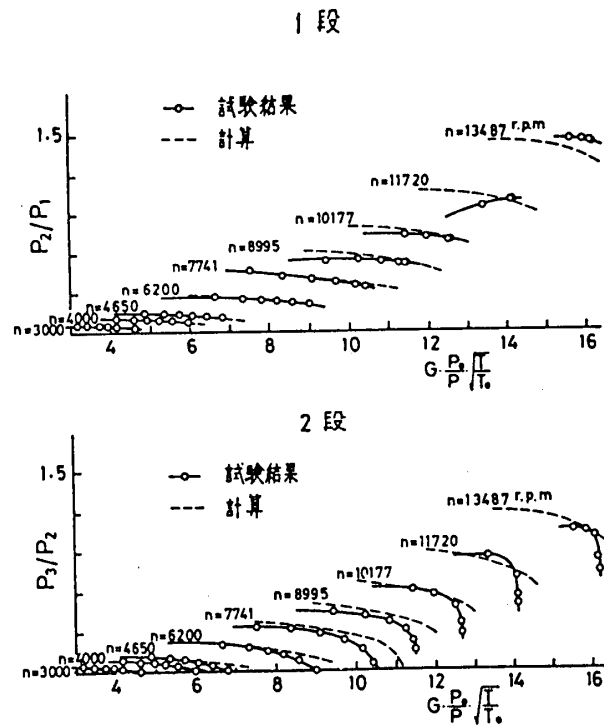 1段
試験結果
計算
1.5
P₂/P₁
n=13487 r.p.m
n=11720
n=10177
n=8995
n=7741
n=6200
n=4650
n=4000
n=3000
4 6 8 10 12 14 16
G・P₀/P・√T/T₀
2段
試験結果
計算
1.5
P₃/P₂
n=13487 r.p.m
n=11720
n=10177
n=8995
n=7741
n=6200
n=4650
n=4000
n=3000
4 6 8 10 12 14 16
G・P₀/P・√T/T₀